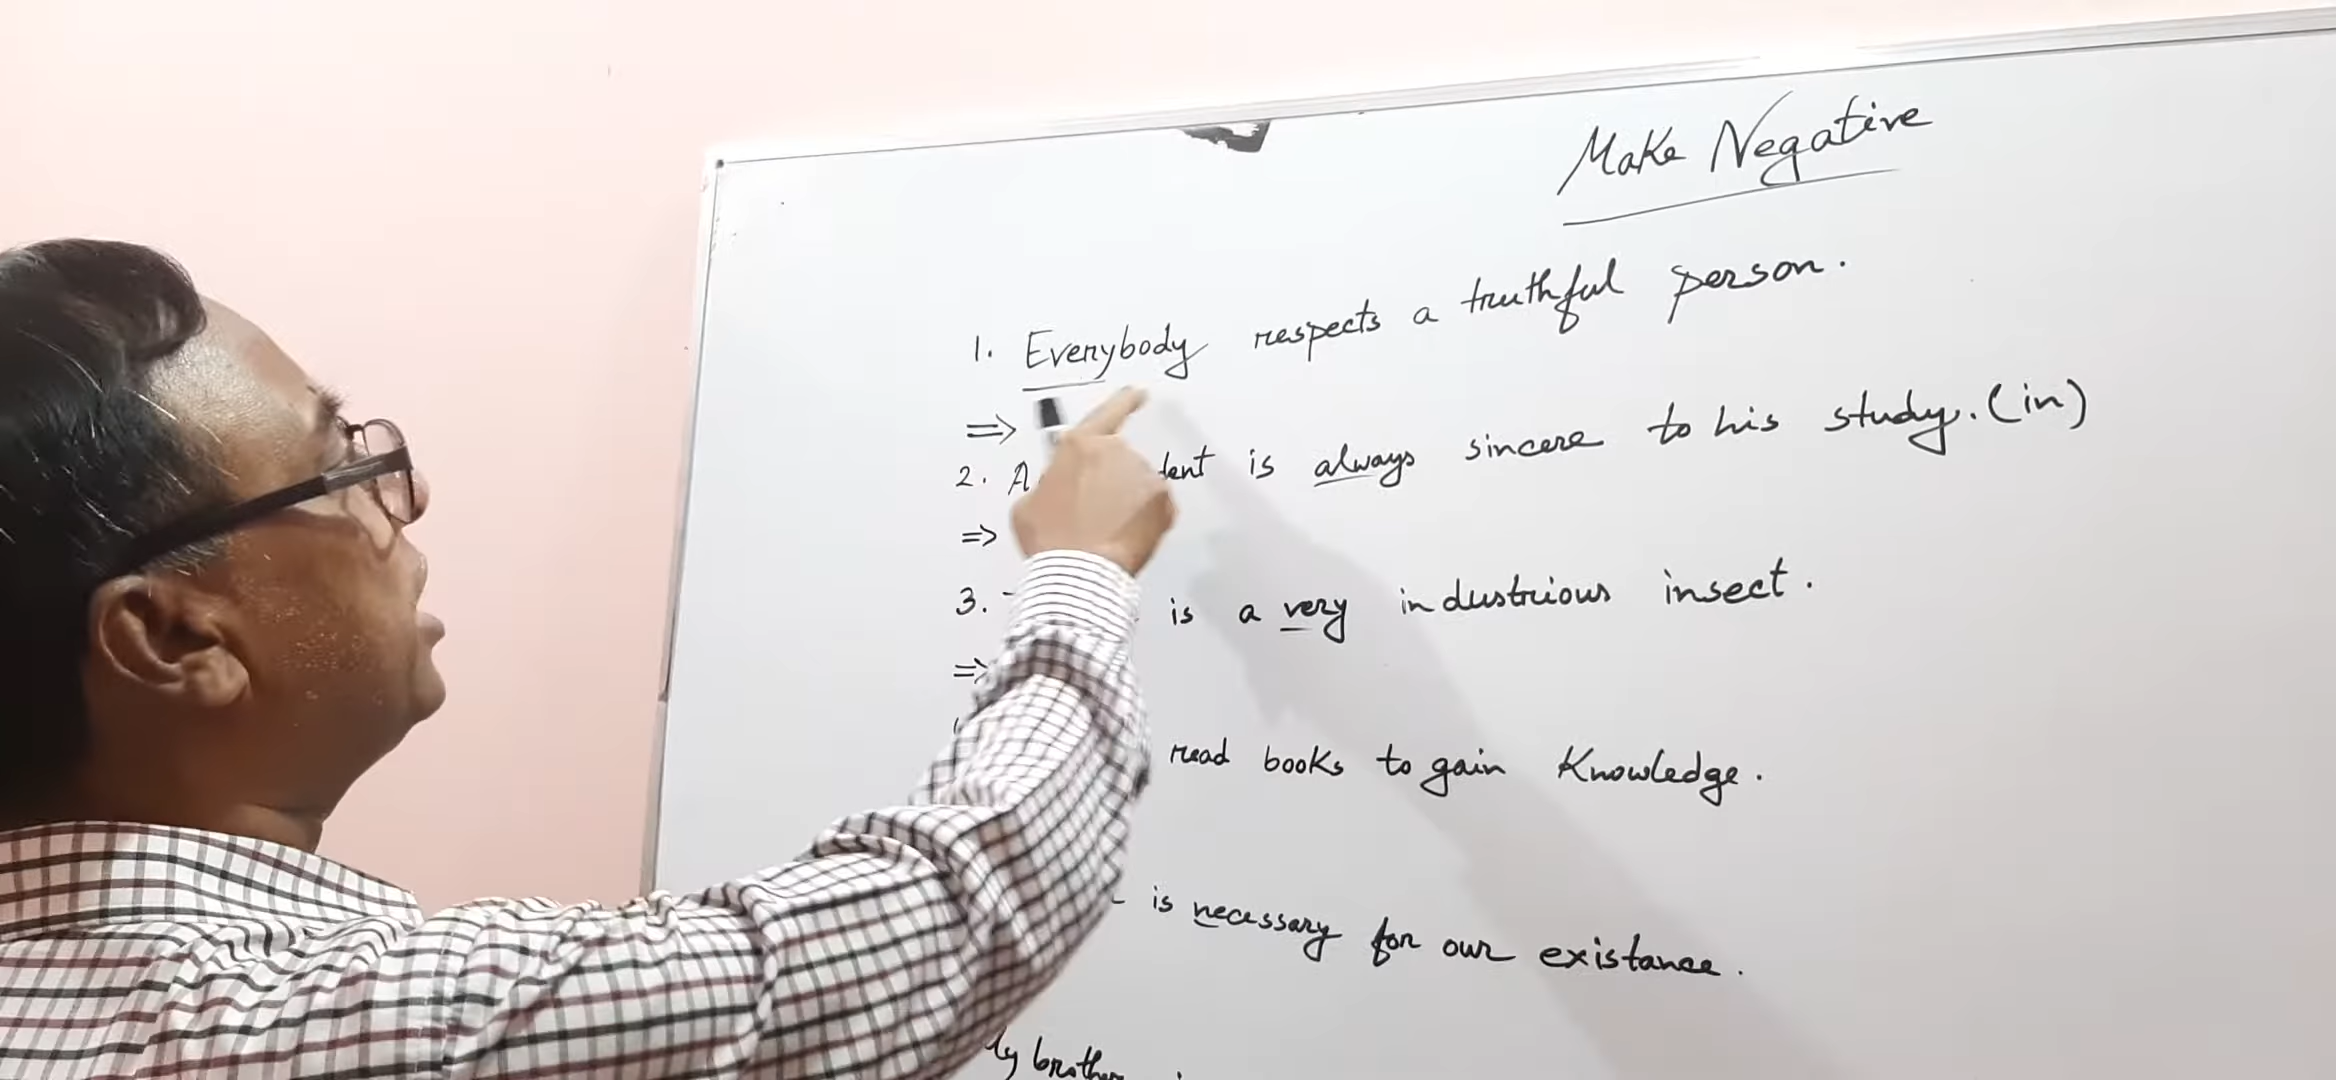 Make Negative
1. Everybody respects a truthful person.
=>
2. A is always sincere to his study. (in)
=>
3. is a very industrious insect.
=>
read books to gain Knowledge.
is necessary for our existance.
brother